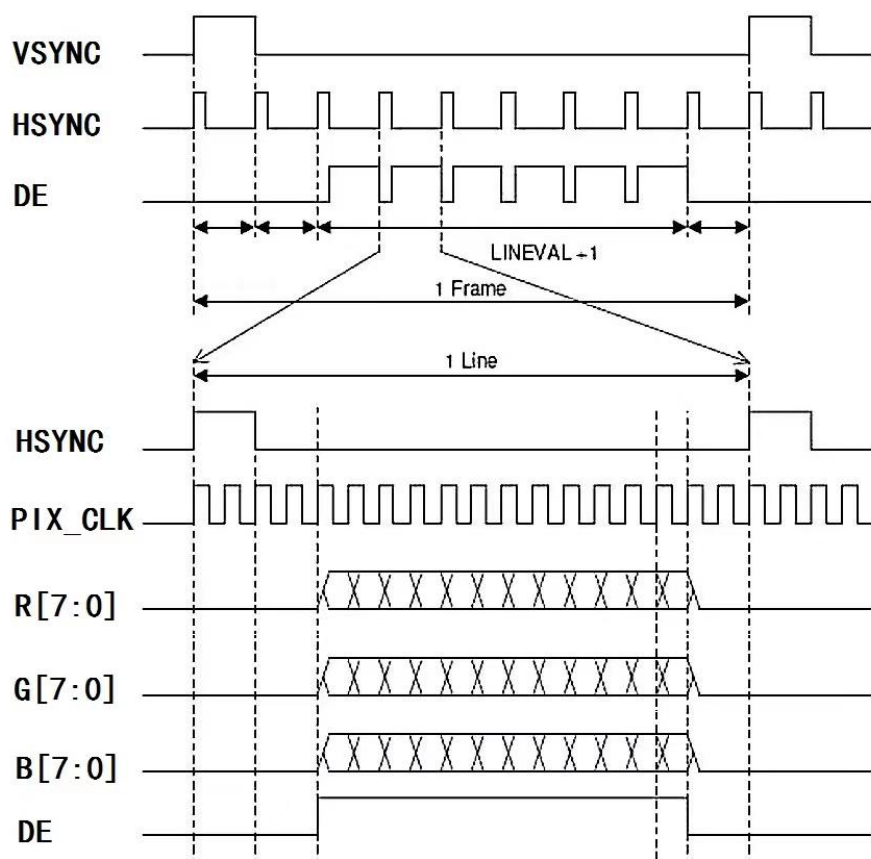 VSYNC
HSYNC
DE
LINEVAL +1
1 Frame
1 Line
HSYNC
PIX_CLK
R[7:0]
G[7:0]
B[7:0]
DE